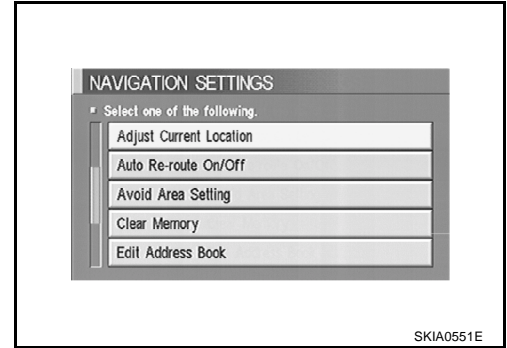 NAVIGATION SETTINGS
Select one of the following.
Adjust Current Location
Auto Re-route On/Off
Avoid Area Setting
Clear Memory
Edit Address Book
SKIA0551E